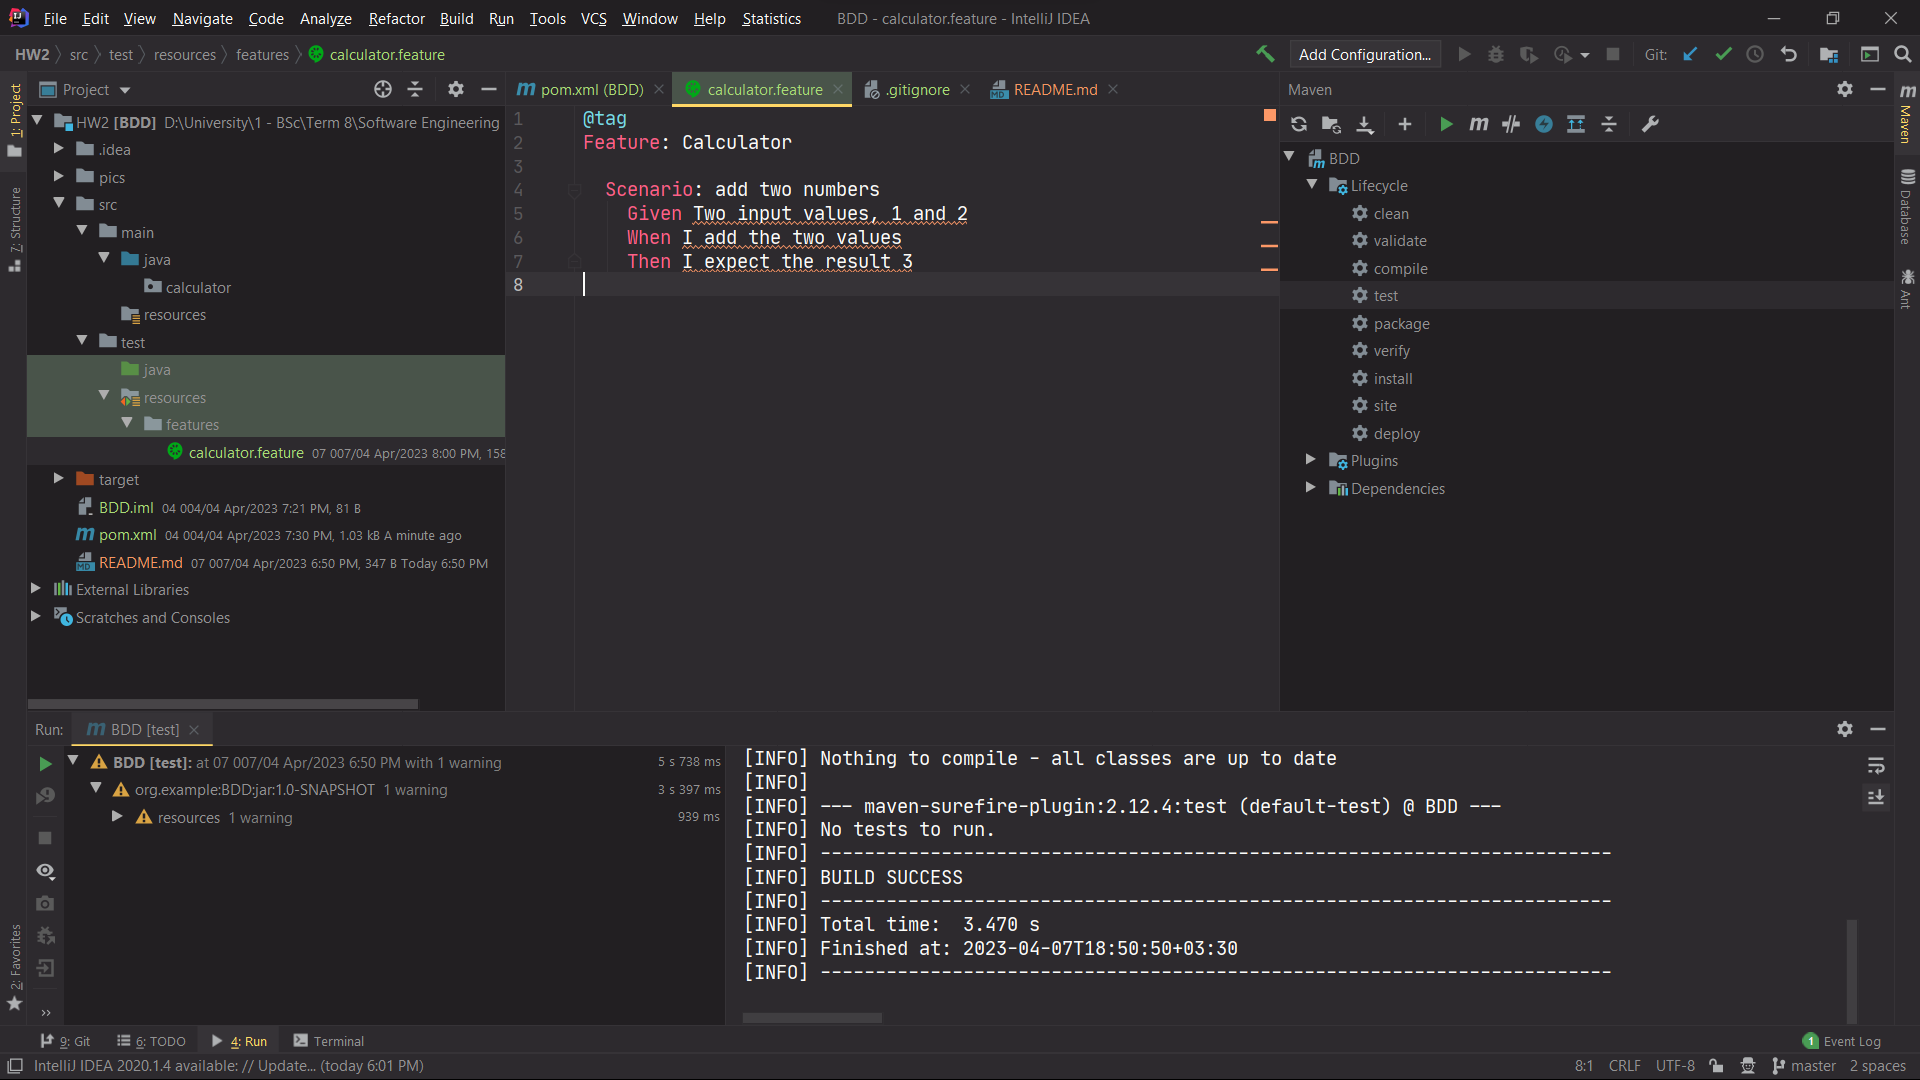 File Edit View Navigate Code Analyze Refactor Build Run Tools VCS Window Help Statistics BDD - calculator.feature - IntelliJ IDEA
HW2 src test resources features calculator.feature Add Configuration... Git:
1: Project
7: Structure
2: Favorites
Project
HW2 [BDD] D:\University\1 - BSc\Term 8\Software Engineering
.idea
pics
src
main
java
calculator
resources
test
java
resources
features
calculator.feature 07 007/04 Apr/2023 8:00 PM, 158
target
BDD.iml 04 004/04 Apr/2023 7:21 PM, 81 B
pom.xml 04 004/04 Apr/2023 7:30 PM, 1.03 kB A minute ago
README.md 07 007/04 Apr/2023 6:50 PM, 347 B Today 6:50 PM
External Libraries
Scratches and Consoles
pom.xml (BDD) calculator.feature .gitignore README.md
1 @tag
2 Feature: Calculator
3
4 Scenario: add two numbers
5 Given Two input values, 1 and 2
6 When I add the two values
7 Then I expect the result 3
8
Maven
BDD
Lifecycle
clean
validate
compile
test
package
verify
install
site
deploy
Plugins
Dependencies
Maven
Database
Ant
Run: BDD [test]
BDD [test]: at 07 007/04 Apr/2023 6:50 PM with 1 warning 5 s 738 ms
org.example:BDD:jar:1.0-SNAPSHOT 1 warning 3 s 397 ms
resources 1 warning 939 ms
[INFO] Nothing to compile - all classes are up to date
[INFO]
[INFO] --- maven-surefire-plugin:2.12.4:test (default-test) @ BDD ---
[INFO] No tests to run.
[INFO] ------------------------------------------------------------------------
[INFO] BUILD SUCCESS
[INFO] ------------------------------------------------------------------------
[INFO] Total time: 3.470 s
[INFO] Finished at: 2023-04-07T18:50:50+03:30
[INFO] ------------------------------------------------------------------------
9: Git 6: TODO 4: Run Terminal 1 Event Log
IntelliJ IDEA 2020.1.4 available: // Update... (today 6:01 PM) 8:1 CRLF UTF-8 master 2 spaces